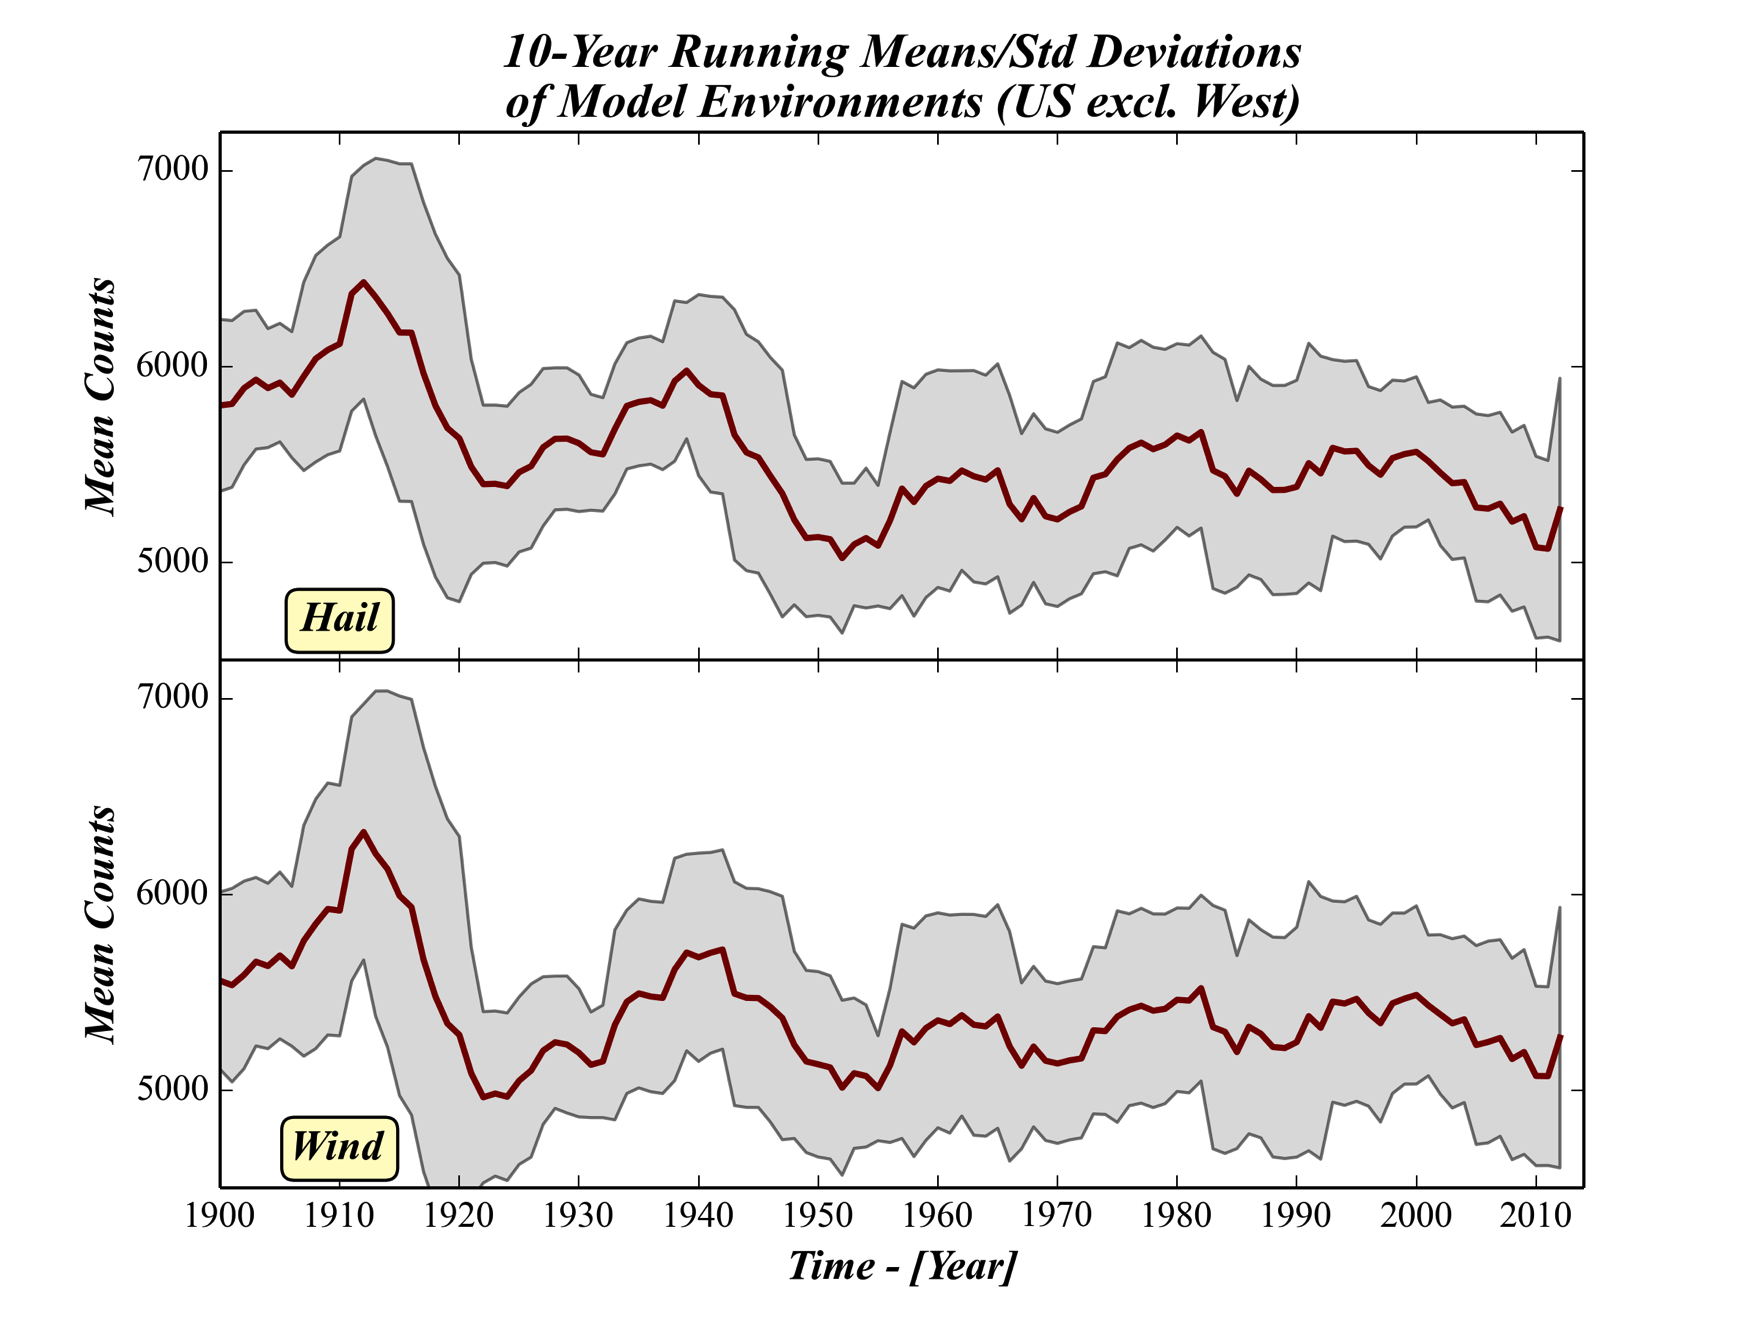 10-Year Running Means/Std Deviations
of Model Environments (US excl. West)
7000
6000
5000
Mean Counts
Hail
7000
6000
5000
Mean Counts
Wind
1900 1910 1920 1930 1940 1950 1960 1970 1980 1990 2000 2010
Time - [Year]